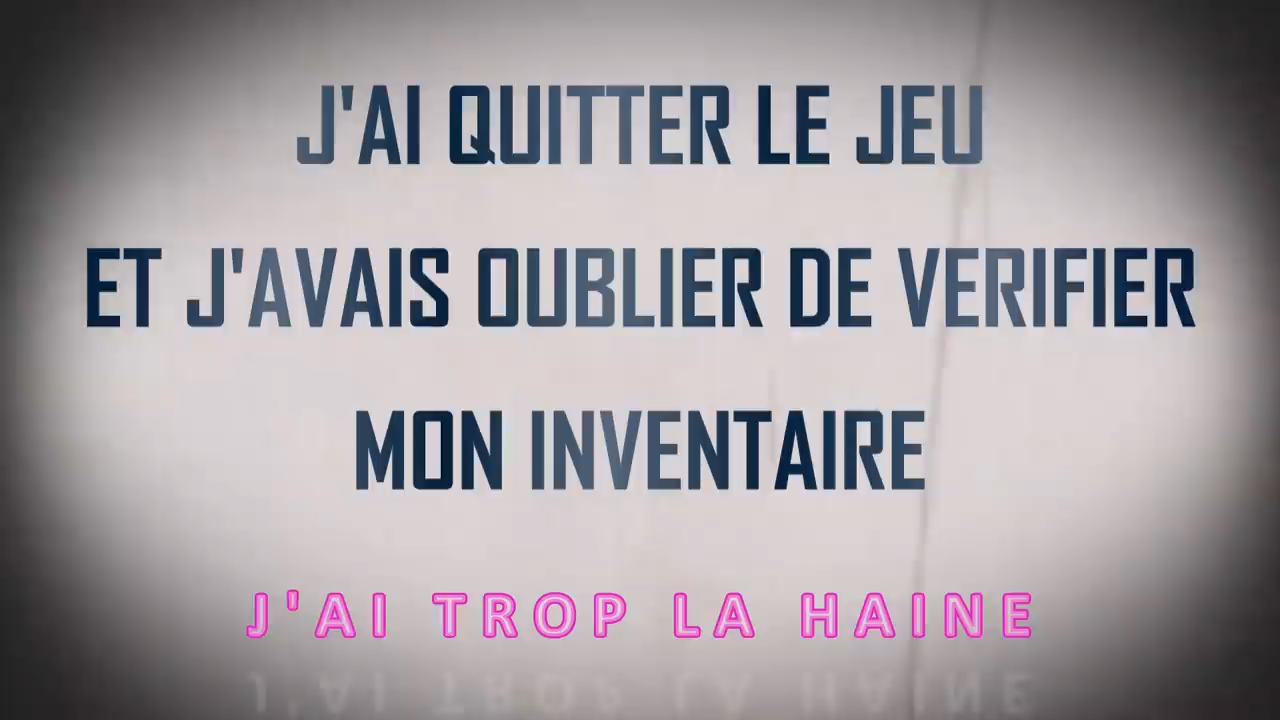 J'AI QUITTER LE JEU
ET J'AVAIS OUBLIER DE VERIFIER
MON INVENTAIRE
J'AI TROP LA HAINE